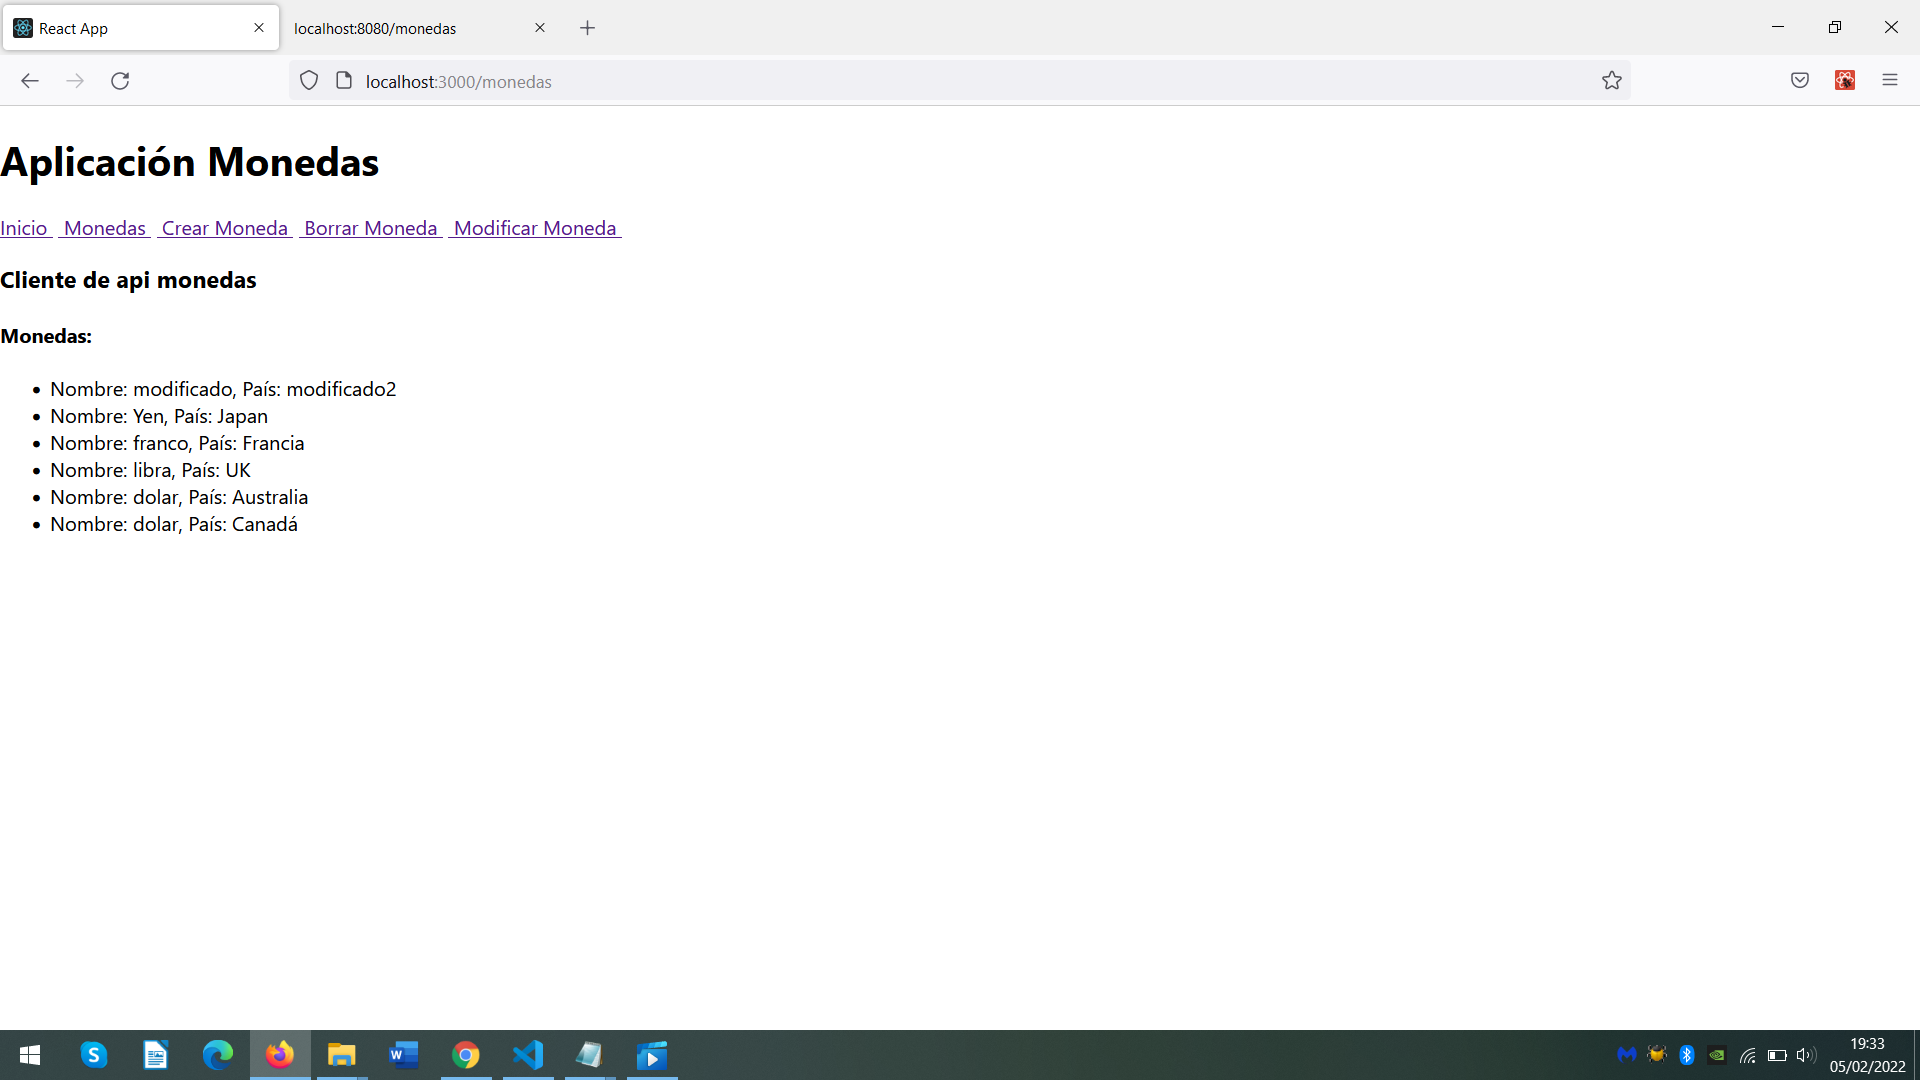 React App
localhost:8080/monedas
localhost:3000/monedas
Aplicación Monedas
Inicio Monedas Crear Moneda Borrar Moneda Modificar Moneda
Cliente de api monedas
Monedas:
Nombre: modificado, País: modificado2
Nombre: Yen, País: Japan
Nombre: franco, País: Francia
Nombre: libra, País: UK
Nombre: dolar, País: Australia
Nombre: dolar, País: Canadá
19:33
05/02/2022